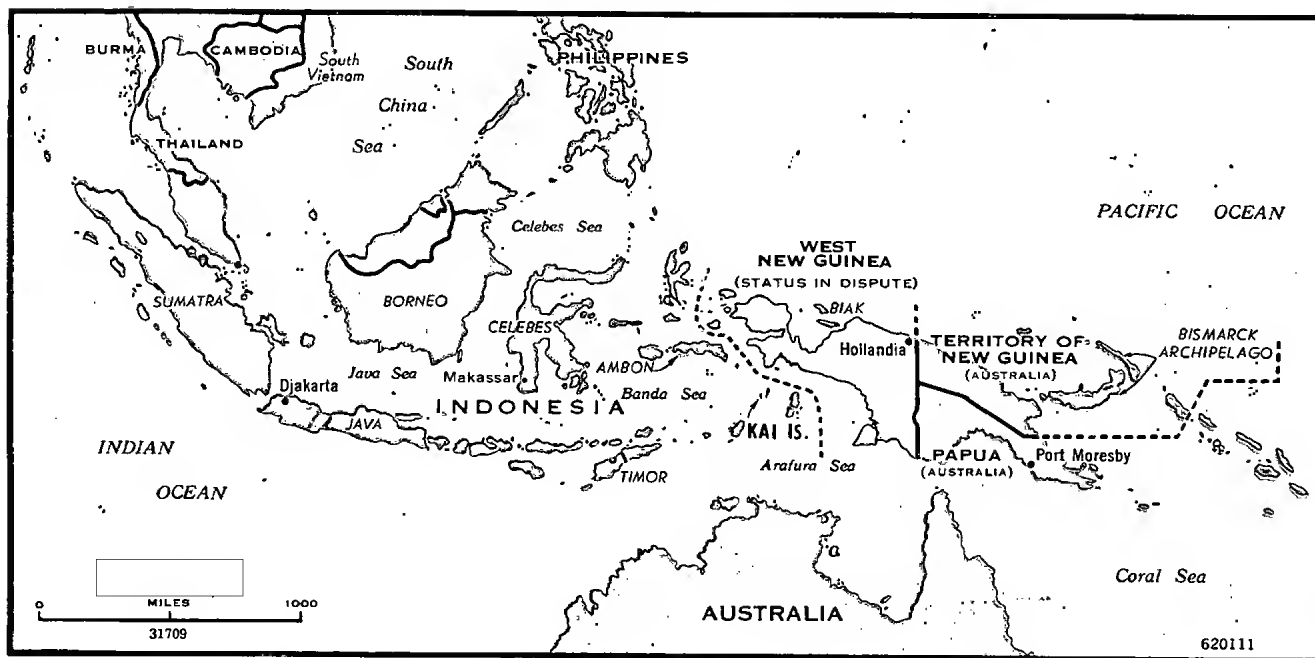 BURMA
CAMBODIA
South
Vietnam
South
China
Sea
PHILIPPINES
THAILAND
PACIFIC OCEAN
Celebes Sea
WEST
NEW GUINEA
(STATUS IN DISPUTE)
SUMATRA
BORNEO
CELEBES
BIAK
Hollandia
TERRITORY OF
NEW GUINEA
(AUSTRALIA)
BISMARCK
ARCHIPELAGO
Java Sea
Makassar
AMBON
Banda Sea
Djakarta
INDONESIA
JAVA
KAI IS.
INDIAN
OCEAN
TIMOR
Arafura Sea
PAPUA
(AUSTRALIA)
Port Moresby
Coral Sea
AUSTRALIA
0 MILES 1000
31709
620111